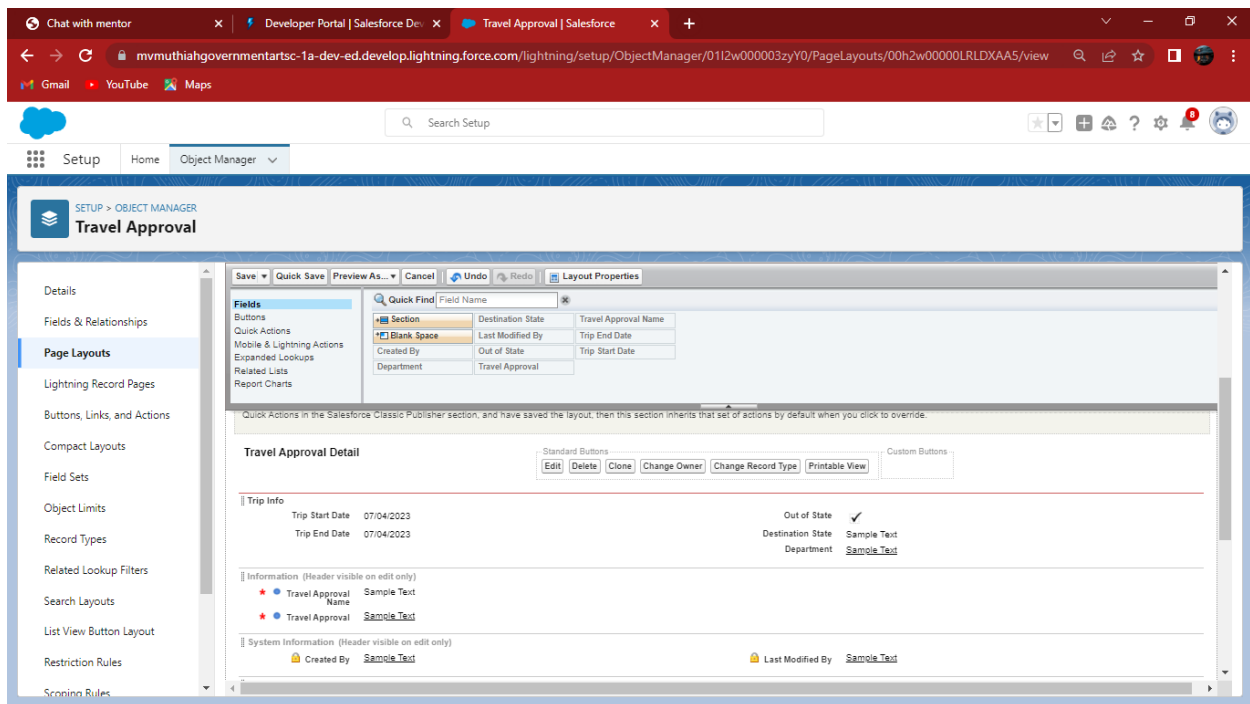 Chat with mentor
Developer Portal | Salesforce Dev
Travel Approval | Salesforce
mvmuthiahgovernmentartsc-1a-dev-ed.develop.lightning.force.com/lightning/setup/ObjectManager/01I2w000003zyY0/PageLayouts/00h2w00000LRLDXAA5/view
Gmail YouTube Maps
Search Setup
8
Setup Home Object Manager
SETUP > OBJECT MANAGER
Travel Approval
Details
Fields & Relationships
Page Layouts
Lightning Record Pages
Buttons, Links, and Actions
Compact Layouts
Field Sets
Object Limits
Record Types
Related Lookup Filters
Search Layouts
List View Button Layout
Restriction Rules
Scoping Rules
Save Quick Save Preview As... Cancel Undo Redo Layout Properties
Fields
Buttons
Quick Actions
Mobile & Lightning Actions
Expanded Lookups
Related Lists
Report Charts
Quick Find Field Name
Section Destination State Travel Approval Name
Blank Space Last Modified By Trip End Date
Created By Out of State Trip Start Date
Department Travel Approval
Quick Actions in the Salesforce Classic Publisher section, and have saved the layout, then this section inherits that set of actions by default when you click to override.
Travel Approval Detail
Standard Buttons
Edit Delete Clone Change Owner Change Record Type Printable View
Custom Buttons
Trip Info
Trip Start Date 07/04/2023 Out of State
Trip End Date 07/04/2023 Destination State Sample Text
Department Sample Text
Information (Header visible on edit only)
* Travel Approval Name Sample Text
* Travel Approval Sample Text
System Information (Header visible on edit only)
Created By Sample Text Last Modified By Sample Text